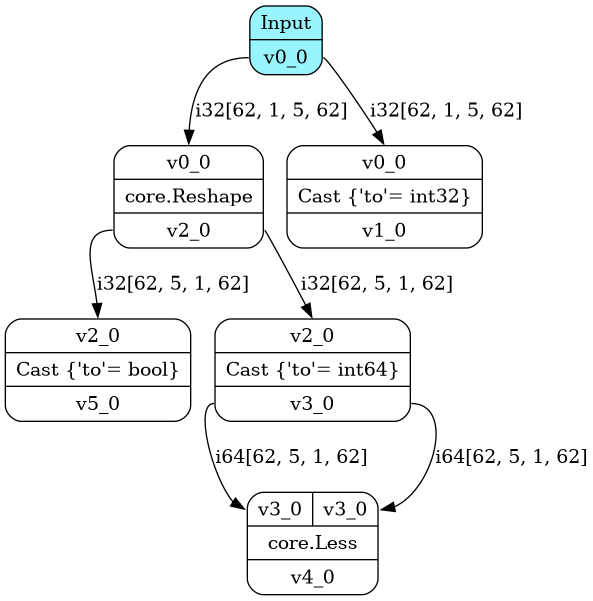 Input
v0_0
i32[62, 1, 5, 62]
i32[62, 1, 5, 62]
v0_0
core.Reshape
v2_0
v0_0
Cast {'to'= int32}
v1_0
i32[62, 5, 1, 62]
i32[62, 5, 1, 62]
v2_0
Cast {'to'= bool}
v5_0
v2_0
Cast {'to'= int64}
v3_0
i64[62, 5, 1, 62]
i64[62, 5, 1, 62]
v3_0 v3_0
core.Less
v4_0